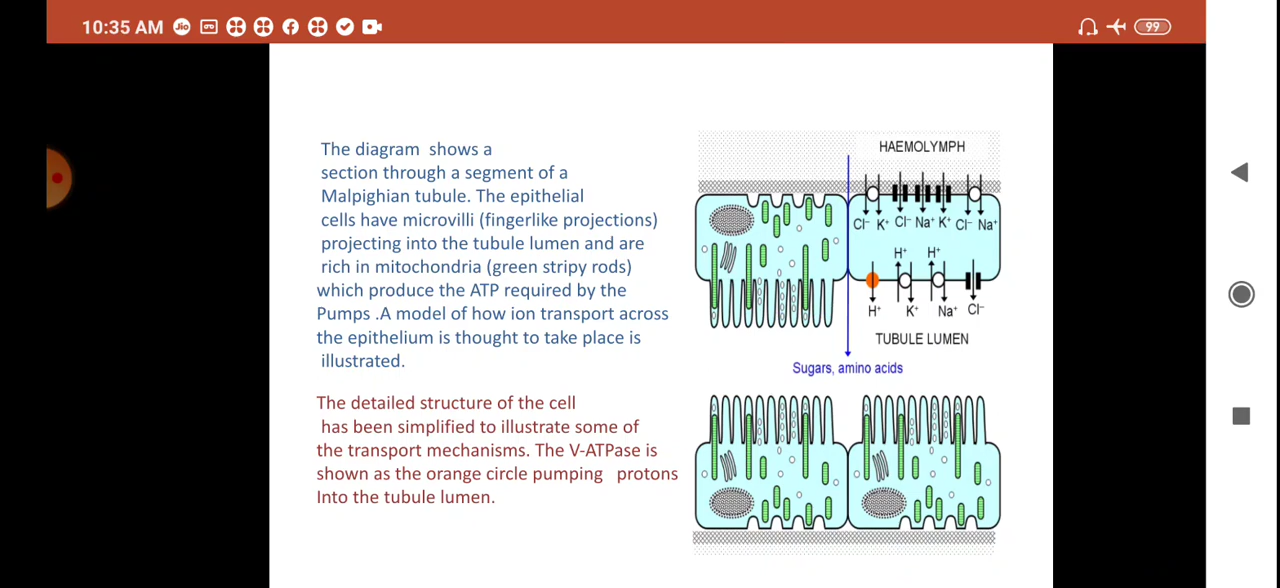 10:35 AM Jio
99
The diagram shows a
section through a segment of a
Malpighian tubule. The epithelial
cells have microvilli (fingerlike projections)
projecting into the tubule lumen and are
rich in mitochondria (green stripy rods)
which produce the ATP required by the
Pumps .A model of how ion transport across
the epithelium is thought to take place is
illustrated.
The detailed structure of the cell
has been simplified to illustrate some of
the transport mechanisms. The V-ATPase is
shown as the orange circle pumping protons
Into the tubule lumen.
HAEMOLYMPH
Cl⁻ K⁺ Cl⁻ Na⁺ K⁺ Cl⁻ Na⁺
H⁺ H⁺
H⁺ K⁺ Na⁺ Cl⁻
TUBULE LUMEN
Sugars, amino acids